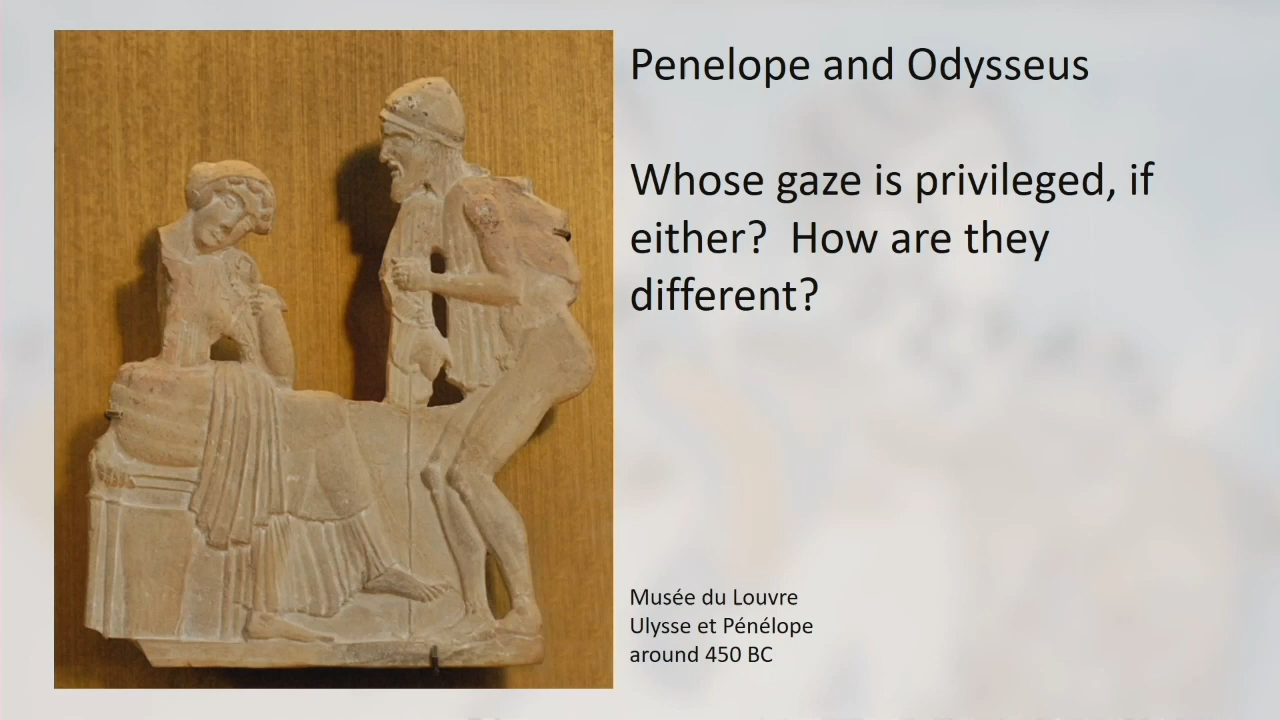 Penelope and Odysseus
Whose gaze is privileged, if
either?  How are they
different?
Musée du Louvre
Ulysse et Pénélope
around 450 BC